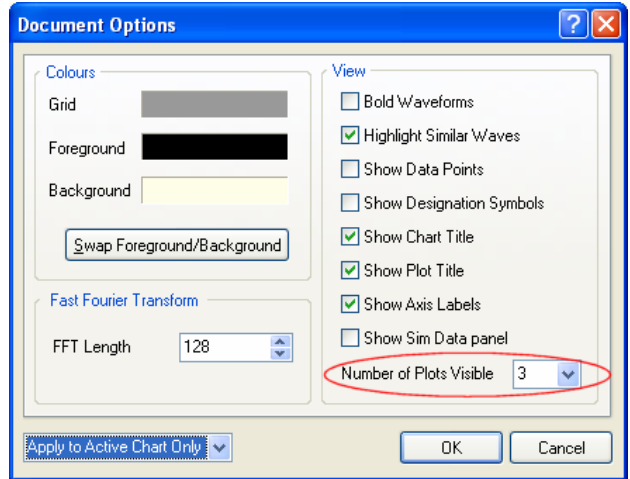 Document Options
Colours
Grid
Foreground
Background
Swap Foreground/Background
Fast Fourier Transform
FFT Length 128
View
Bold Waveforms
Highlight Similar Waves
Show Data Points
Show Designation Symbols
Show Chart Title
Show Plot Title
Show Axis Labels
Show Sim Data panel
Number of Plots Visible 3
Apply to Active Chart Only
OK Cancel